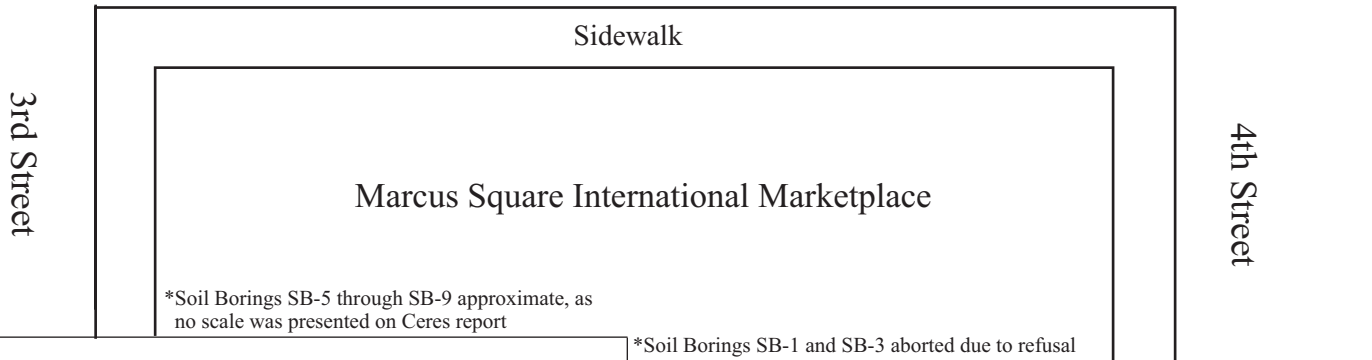 Sidewalk
3rd Street
4th Street
Marcus Square International Marketplace
*Soil Borings SB-5 through SB-9 approximate, as
no scale was presented on Ceres report
*Soil Borings SB-1 and SB-3 aborted due to refusal